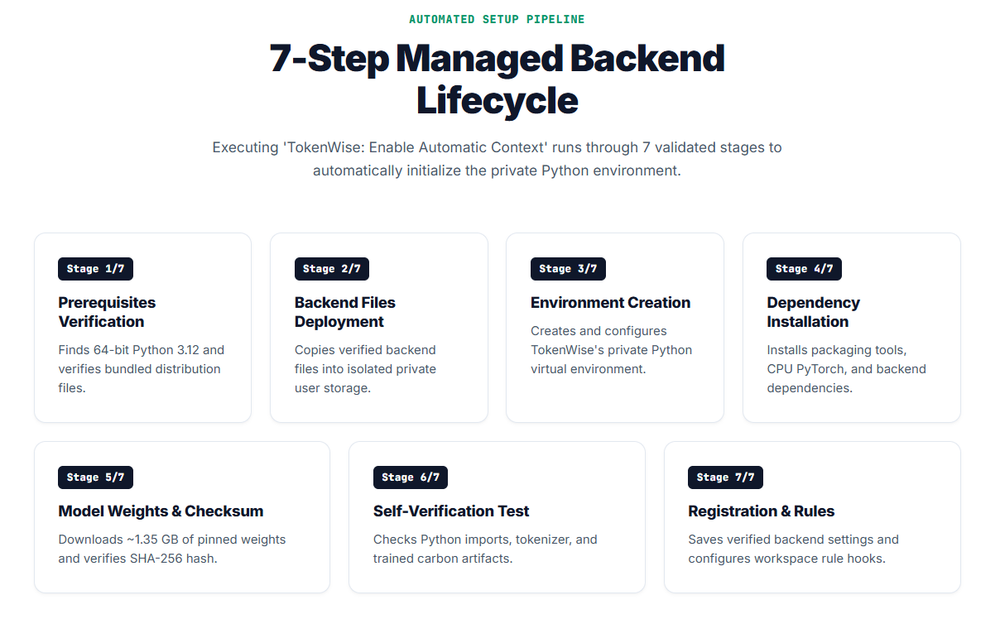 AUTOMATED SETUP PIPELINE
7-Step Managed Backend
Lifecycle
Executing 'TokenWise: Enable Automatic Context' runs through 7 validated stages to
automatically initialize the private Python environment.
Stage 1/7
Prerequisites
Verification
Finds 64-bit Python 3.12 and
verifies bundled distribution
files.
Stage 2/7
Backend Files
Deployment
Copies verified backend
files into isolated private
user storage.
Stage 3/7
Environment Creation
Creates and configures
TokenWise's private Python
virtual environment.
Stage 4/7
Dependency
Installation
Installs packaging tools,
CPU PyTorch, and backend
dependencies.
Stage 5/7
Model Weights & Checksum
Downloads ~1.35 GB of pinned weights
and verifies SHA-256 hash.
Stage 6/7
Self-Verification Test
Checks Python imports, tokenizer, and
trained carbon artifacts.
Stage 7/7
Registration & Rules
Saves verified backend settings and
configures workspace rule hooks.